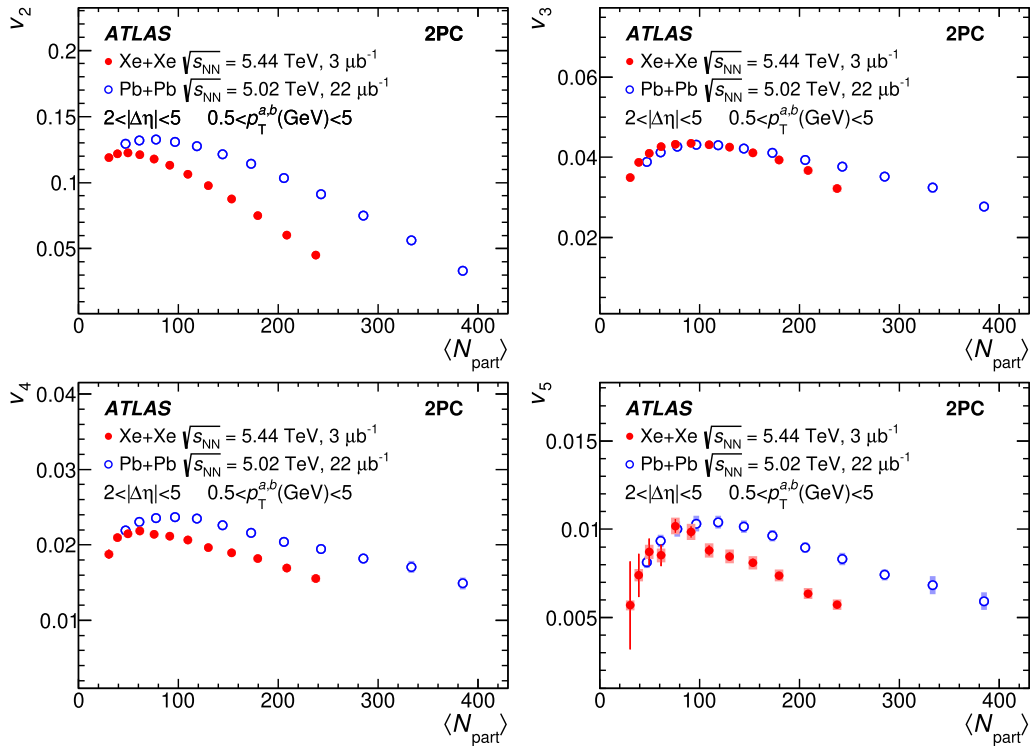 v₂
0.2
0.15
0.1
0.05
ATLAS 2PC
Xe+Xe √sNN = 5.44 TeV, 3 μb⁻¹
Pb+Pb √sNN = 5.02 TeV, 22 μb⁻¹
2<|Δη|<5 0.5<pTᵃ,ᵇ(GeV)<5
0 100 200 300 400
⟨Npart⟩
v₃
0.06
0.04
0.02
ATLAS 2PC
Xe+Xe √sNN = 5.44 TeV, 3 μb⁻¹
Pb+Pb √sNN = 5.02 TeV, 22 μb⁻¹
2<|Δη|<5 0.5<pTᵃ,ᵇ(GeV)<5
0 100 200 300 400
⟨Npart⟩
v₄
0.04
0.03
0.02
0.01
ATLAS 2PC
Xe+Xe √sNN = 5.44 TeV, 3 μb⁻¹
Pb+Pb √sNN = 5.02 TeV, 22 μb⁻¹
2<|Δη|<5 0.5<pTᵃ,ᵇ(GeV)<5
0 100 200 300 400
⟨Npart⟩
v₅
0.015
0.01
0.005
ATLAS 2PC
Xe+Xe √sNN = 5.44 TeV, 3 μb⁻¹
Pb+Pb √sNN = 5.02 TeV, 22 μb⁻¹
2<|Δη|<5 0.5<pTᵃ,ᵇ(GeV)<5
0 100 200 300 400
⟨Npart⟩